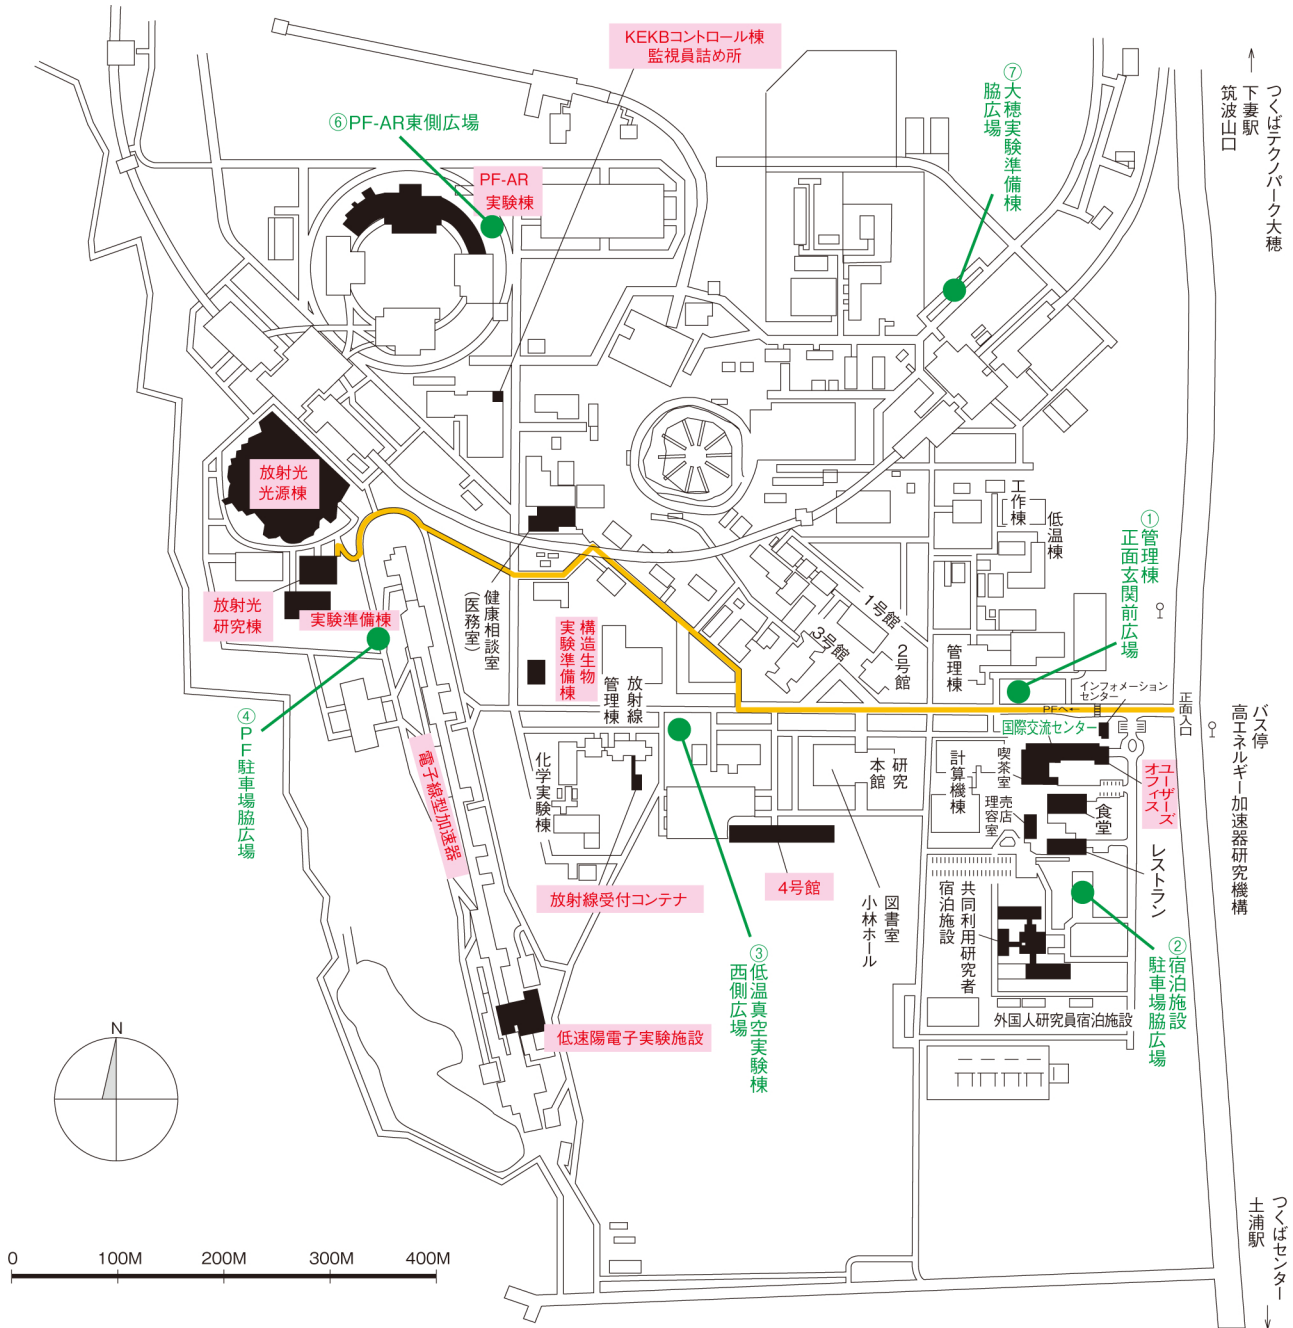 KEKBコントロール棟
監視員詰め所
⑦大穂実験準備棟
脇広場
つくばテクノパーク大穂
下妻駅
筑波山口
⑥PF-AR東側広場
PF-AR
実験棟
放射光
光源棟
工作棟
低温棟
①管理棟
正面玄関前広場
放射光
研究棟
実験準備棟
健康相談室
(医務室)
構造生物
実験準備棟
放射線
管理棟
1号館
3号館
2号館
管理棟
インフォメーション
センター
PFへ←
正面入口
バス停
高エネルギー加速器研究機構
国際交流センター
喫茶室
ユーザーズ
オフィス
④PF駐車場脇広場
電子線型加速器
化学実験棟
研究
本館
計算機棟
売店
理容室
食堂
レストラン
4号館
放射線受付コンテナ
図書室
小林ホール
共同利用研究者
宿泊施設
③低温真空実験棟
西側広場
②宿泊施設
駐車場脇広場
外国人研究員宿泊施設
低速陽電子実験施設
N
つくばセンター
土浦駅
0 100M 200M 300M 400M